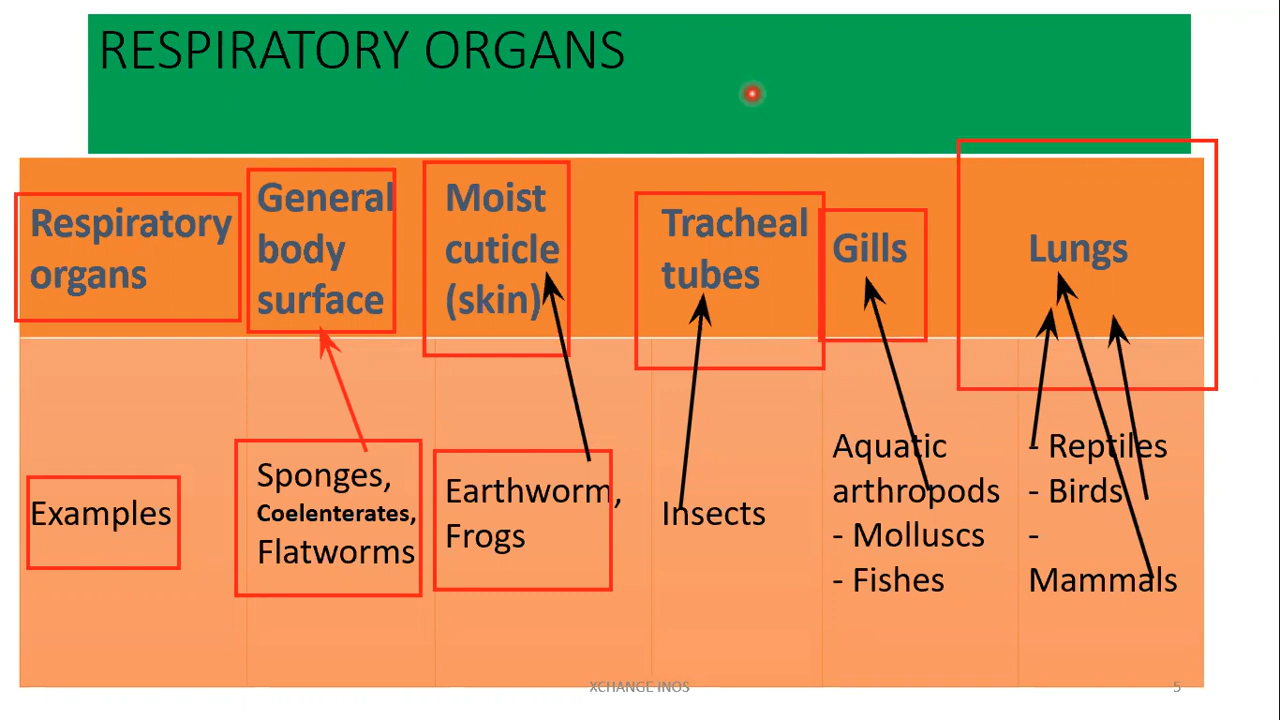 RESPIRATORY ORGANS
Respiratory
organs
General
body
surface
Moist
cuticle
(skin)
Tracheal
tubes
Gills
Lungs
Examples
Sponges,
Coelenterates,
Flatworms
Earthworm,
Frogs
Insects
Aquatic
arthropods
- Molluscs
- Fishes
- Reptiles
- Birds
-
Mammals
XCHANGE INOS
5